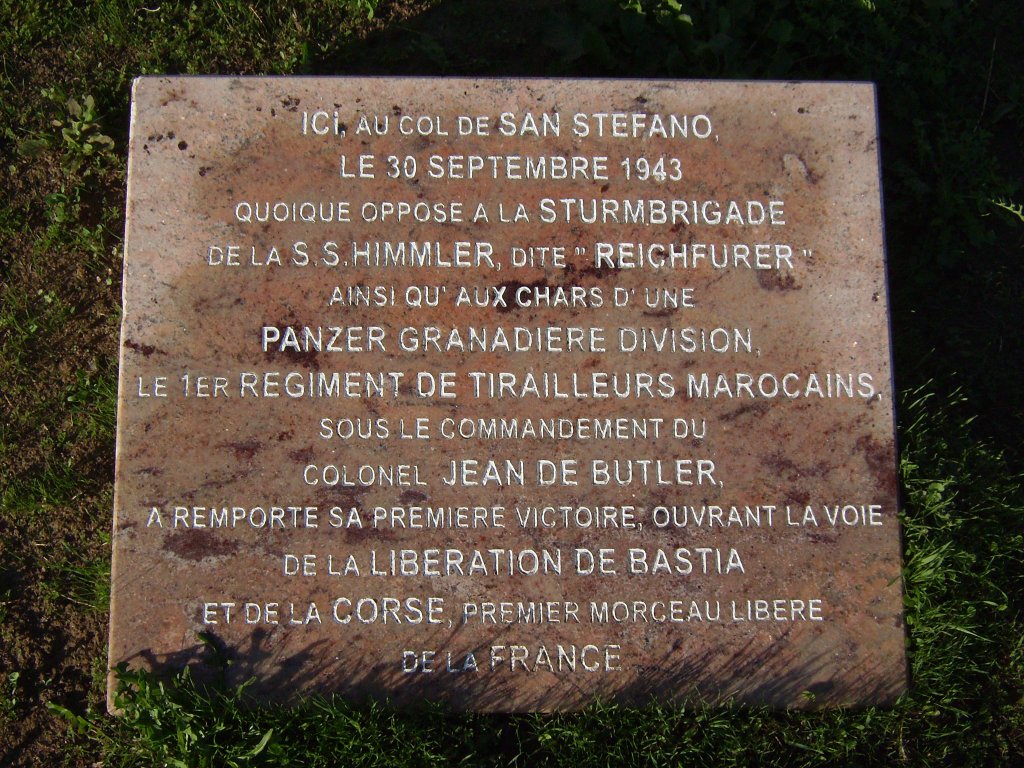 ICI, AU COL DE SAN STEFANO,
LE 30 SEPTEMBRE 1943
QUOIQUE OPPOSE A LA STURMBRIGADE
DE LA S.S.HIMMLER, DITE " REICHFURER "
AINSI QU' AUX CHARS D' UNE
PANZER GRANADIERE DIVISION,
LE 1ER REGIMENT DE TIRAILLEURS MAROCAINS,
SOUS LE COMMANDEMENT DU
COLONEL JEAN DE BUTLER,
A REMPORTE SA PREMIERE VICTOIRE, OUVRANT LA VOIE
DE LA LIBERATION DE BASTIA
ET DE LA CORSE, PREMIER MORCEAU LIBERE
DE LA FRANCE